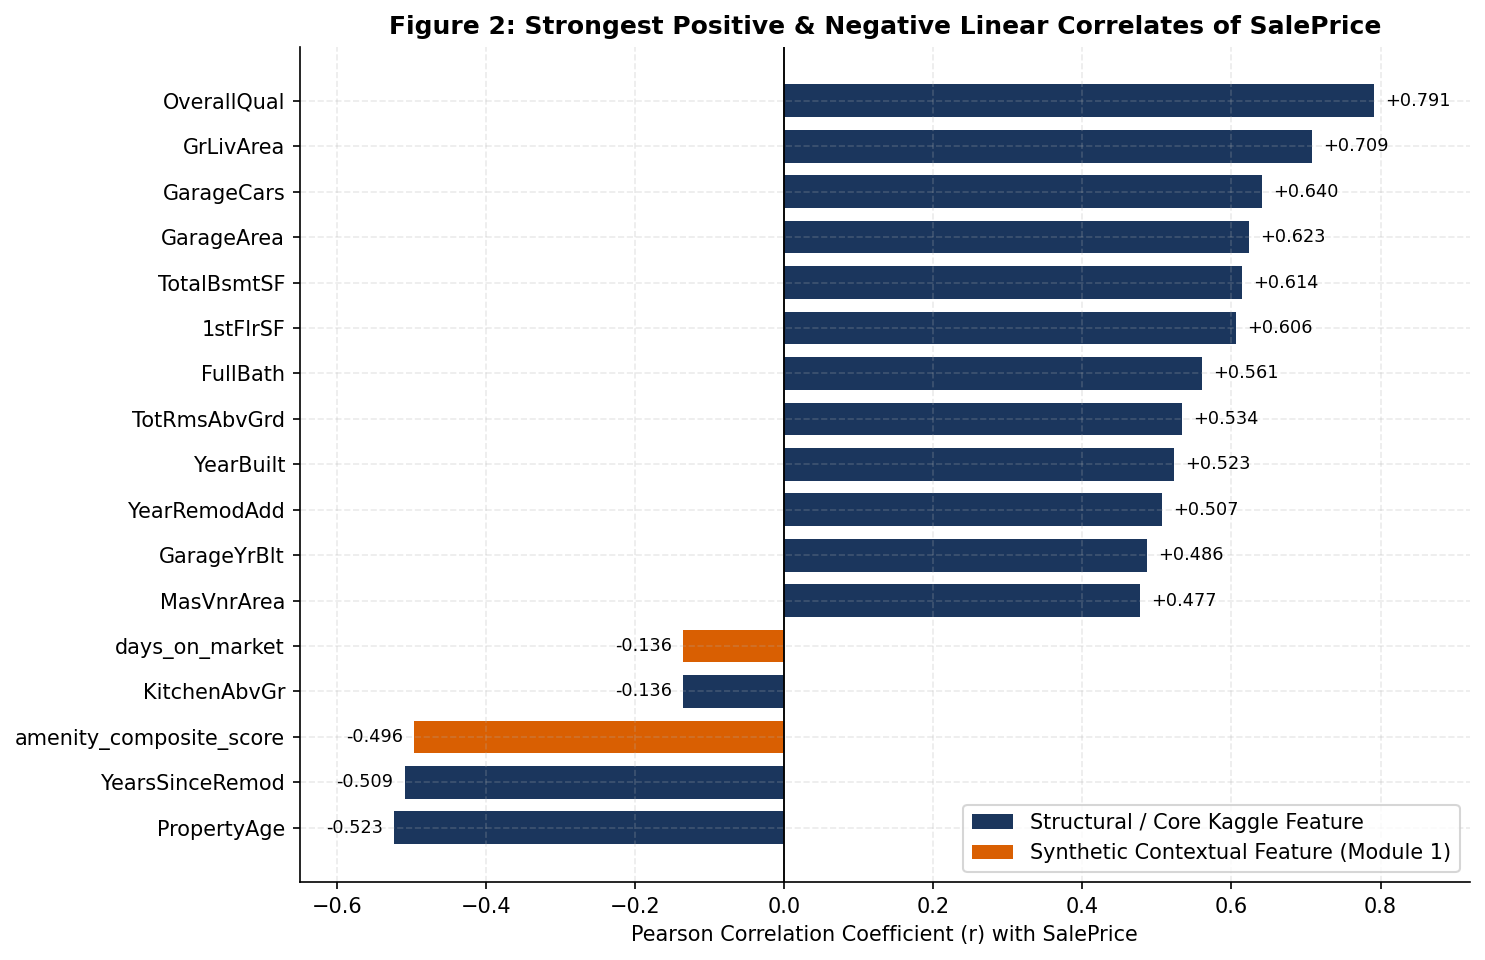 Figure 2: Strongest Positive & Negative Linear Correlates of SalePrice
OverallQual +0.791
GrLivArea +0.709
GarageCars +0.640
GarageArea +0.623
TotalBsmtSF +0.614
1stFlrSF +0.606
FullBath +0.561
TotRmsAbvGrd +0.534
YearBuilt +0.523
YearRemodAdd +0.507
GarageYrBlt +0.486
MasVnrArea +0.477
days_on_market -0.136
KitchenAbvGr -0.136
amenity_composite_score -0.496
YearsSinceRemod -0.509
PropertyAge -0.523
Structural / Core Kaggle Feature
Synthetic Contextual Feature (Module 1)
−0.6 −0.4 −0.2 0.0 0.2 0.4 0.6 0.8
Pearson Correlation Coefficient (r) with SalePrice